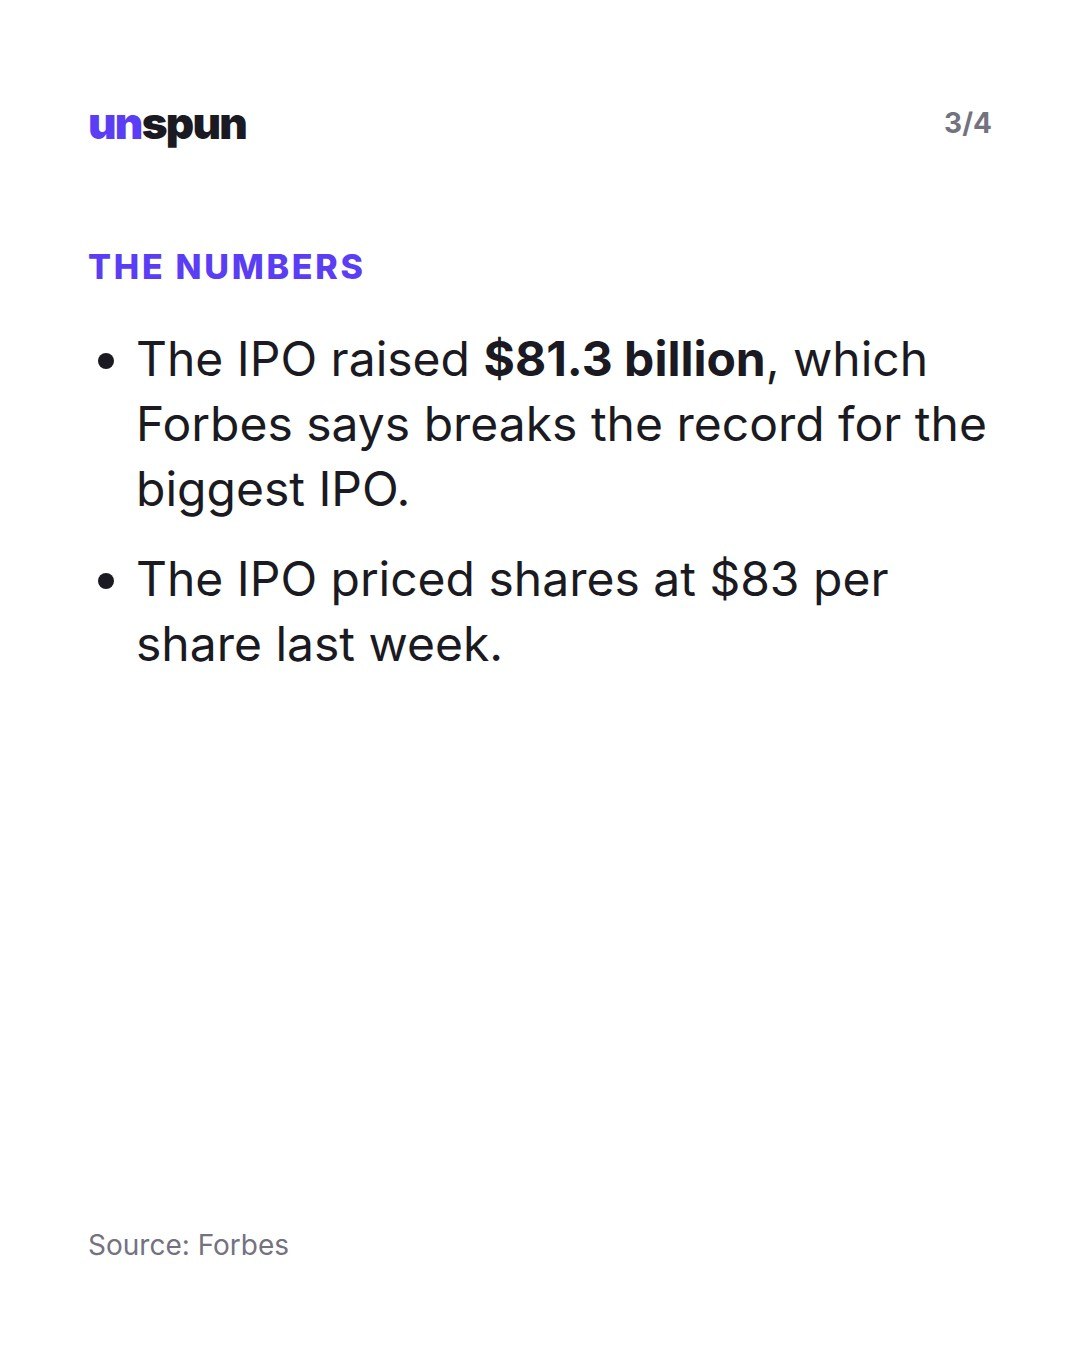 unspun
3/4
THE NUMBERS
• The IPO raised $81.3 billion, which
Forbes says breaks the record for the
biggest IPO.
• The IPO priced shares at $83 per
share last week.
Source: Forbes